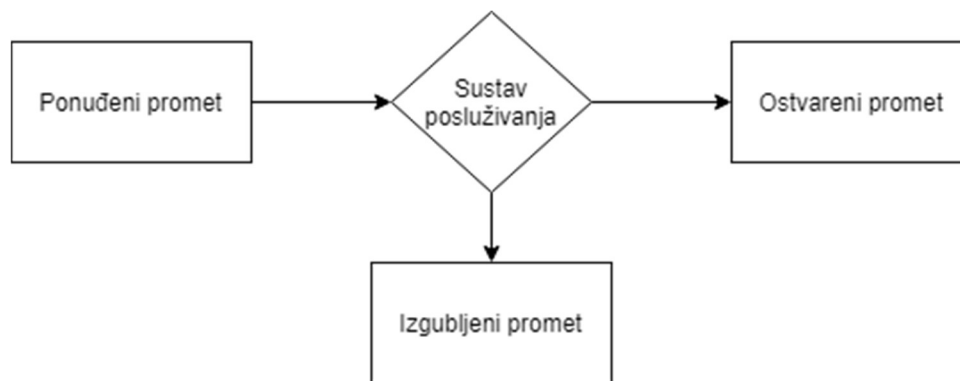 Ponuđeni promet
Sustav
posluživanja
Ostvareni promet
Izgubljeni promet